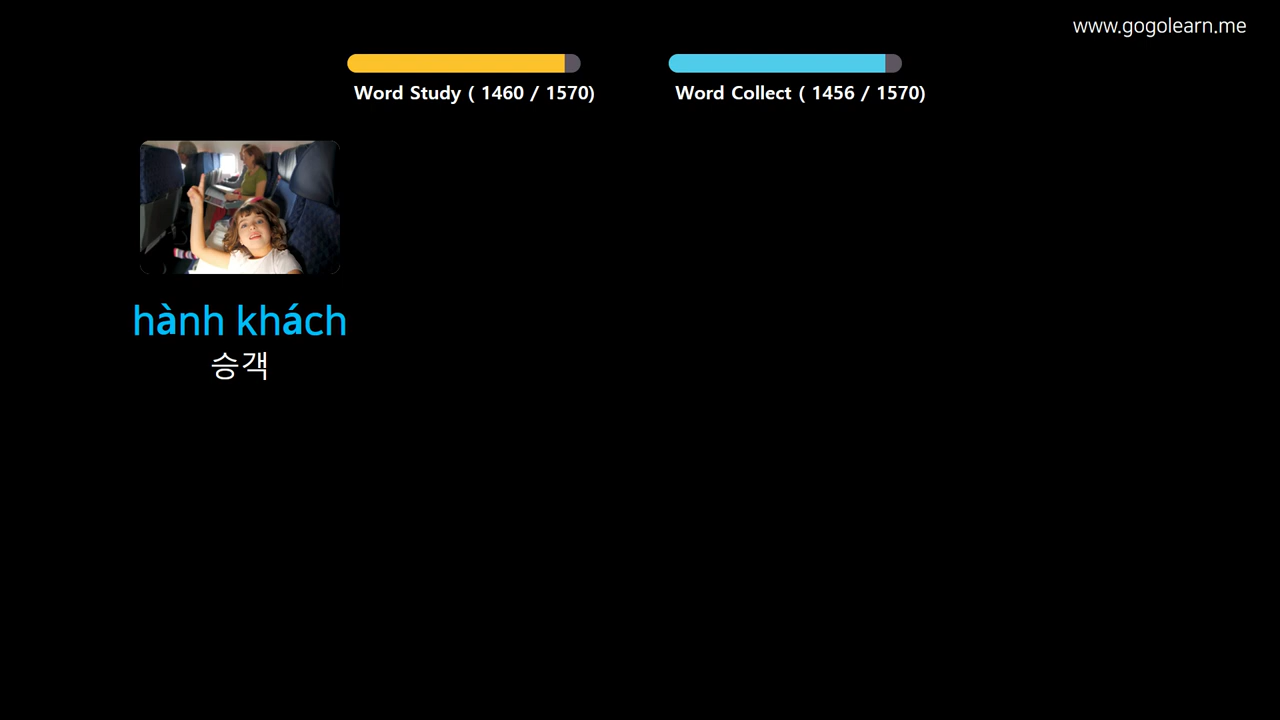 www.gogolearn.me
Word Study ( 1460 / 1570)
Word Collect ( 1456 / 1570)
hành khách
승객